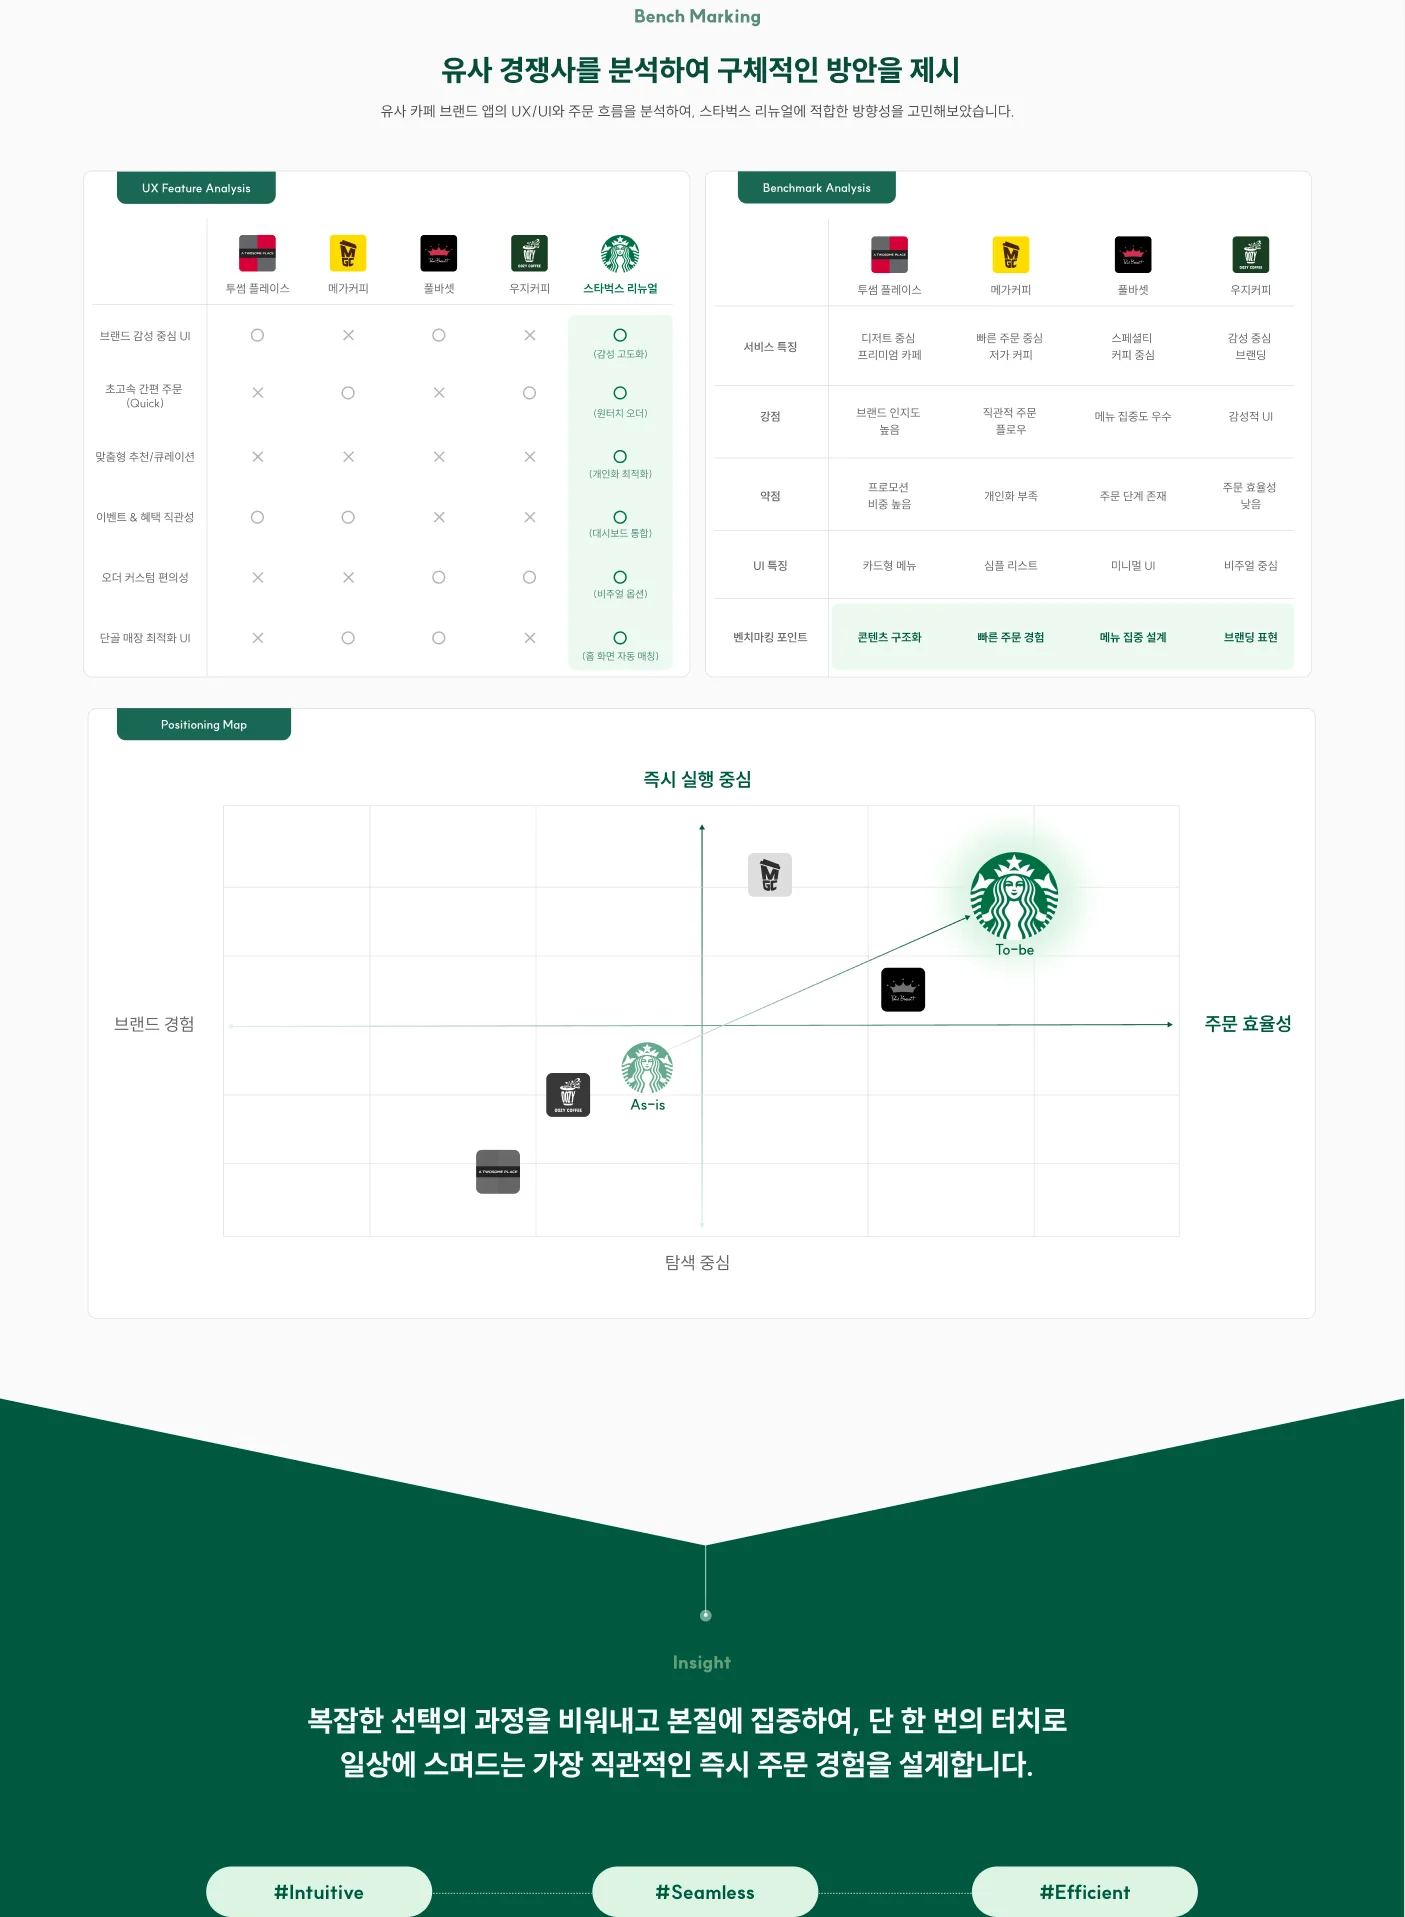 Bench Marking
유사 경쟁사를 분석하여 구체적인 방안을 제시
유사 카페 브랜드 앱의 UX/UI와 주문 흐름을 분석하여, 스타벅스 리뉴얼에 적합한 방향성을 고민해보았습니다.
UX Feature Analysis
A TWOSOME PLACE
MGC
Paul Bassett
OOZY COFFEE
투썸 플레이스 메가커피 폴바셋 우지커피 스타벅스 리뉴얼
브랜드 감성 중심 UI ○ × ○ × ○
(감성 고도화)
초고속 간편 주문
(Quick) × ○ × ○ ○
(원터치 오더)
맞춤형 추천/큐레이션 × × × × ○
(개인화 최적화)
이벤트 & 혜택 직관성 ○ ○ × × ○
(대시보드 통합)
오더 커스텀 편의성 × × ○ ○ ○
(비주얼 옵션)
단골 매장 최적화 UI × ○ ○ × ○
(홈 화면 자동 매칭)
Benchmark Analysis
A TWOSOME PLACE
MGC
Paul Bassett
OOZY COFFEE
투썸 플레이스 메가커피 폴바셋 우지커피
서비스 특징
디저트 중심
프리미엄 카페
빠른 주문 중심
저가 커피
스페셜티
커피 중심
감성 중심
브랜딩
강점
브랜드 인지도
높음
직관적 주문
플로우
메뉴 집중도 우수
감성적 UI
약점
프로모션
비중 높음
개인화 부족
주문 단계 존재
주문 효율성
낮음
UI 특징 카드형 메뉴 심플 리스트 미니멀 UI 비주얼 중심
벤치마킹 포인트 콘텐츠 구조화 빠른 주문 경험 메뉴 집중 설계 브랜딩 표현
Positioning Map
즉시 실행 중심
MGC
To-be
Paul Bassett
브랜드 경험
주문 효율성
As-is
OOZY COFFEE
A TWOSOME PLACE
탐색 중심
Insight
복잡한 선택의 과정을 비워내고 본질에 집중하여, 단 한 번의 터치로
일상에 스며드는 가장 직관적인 즉시 주문 경험을 설계합니다.
#Intuitive #Seamless #Efficient